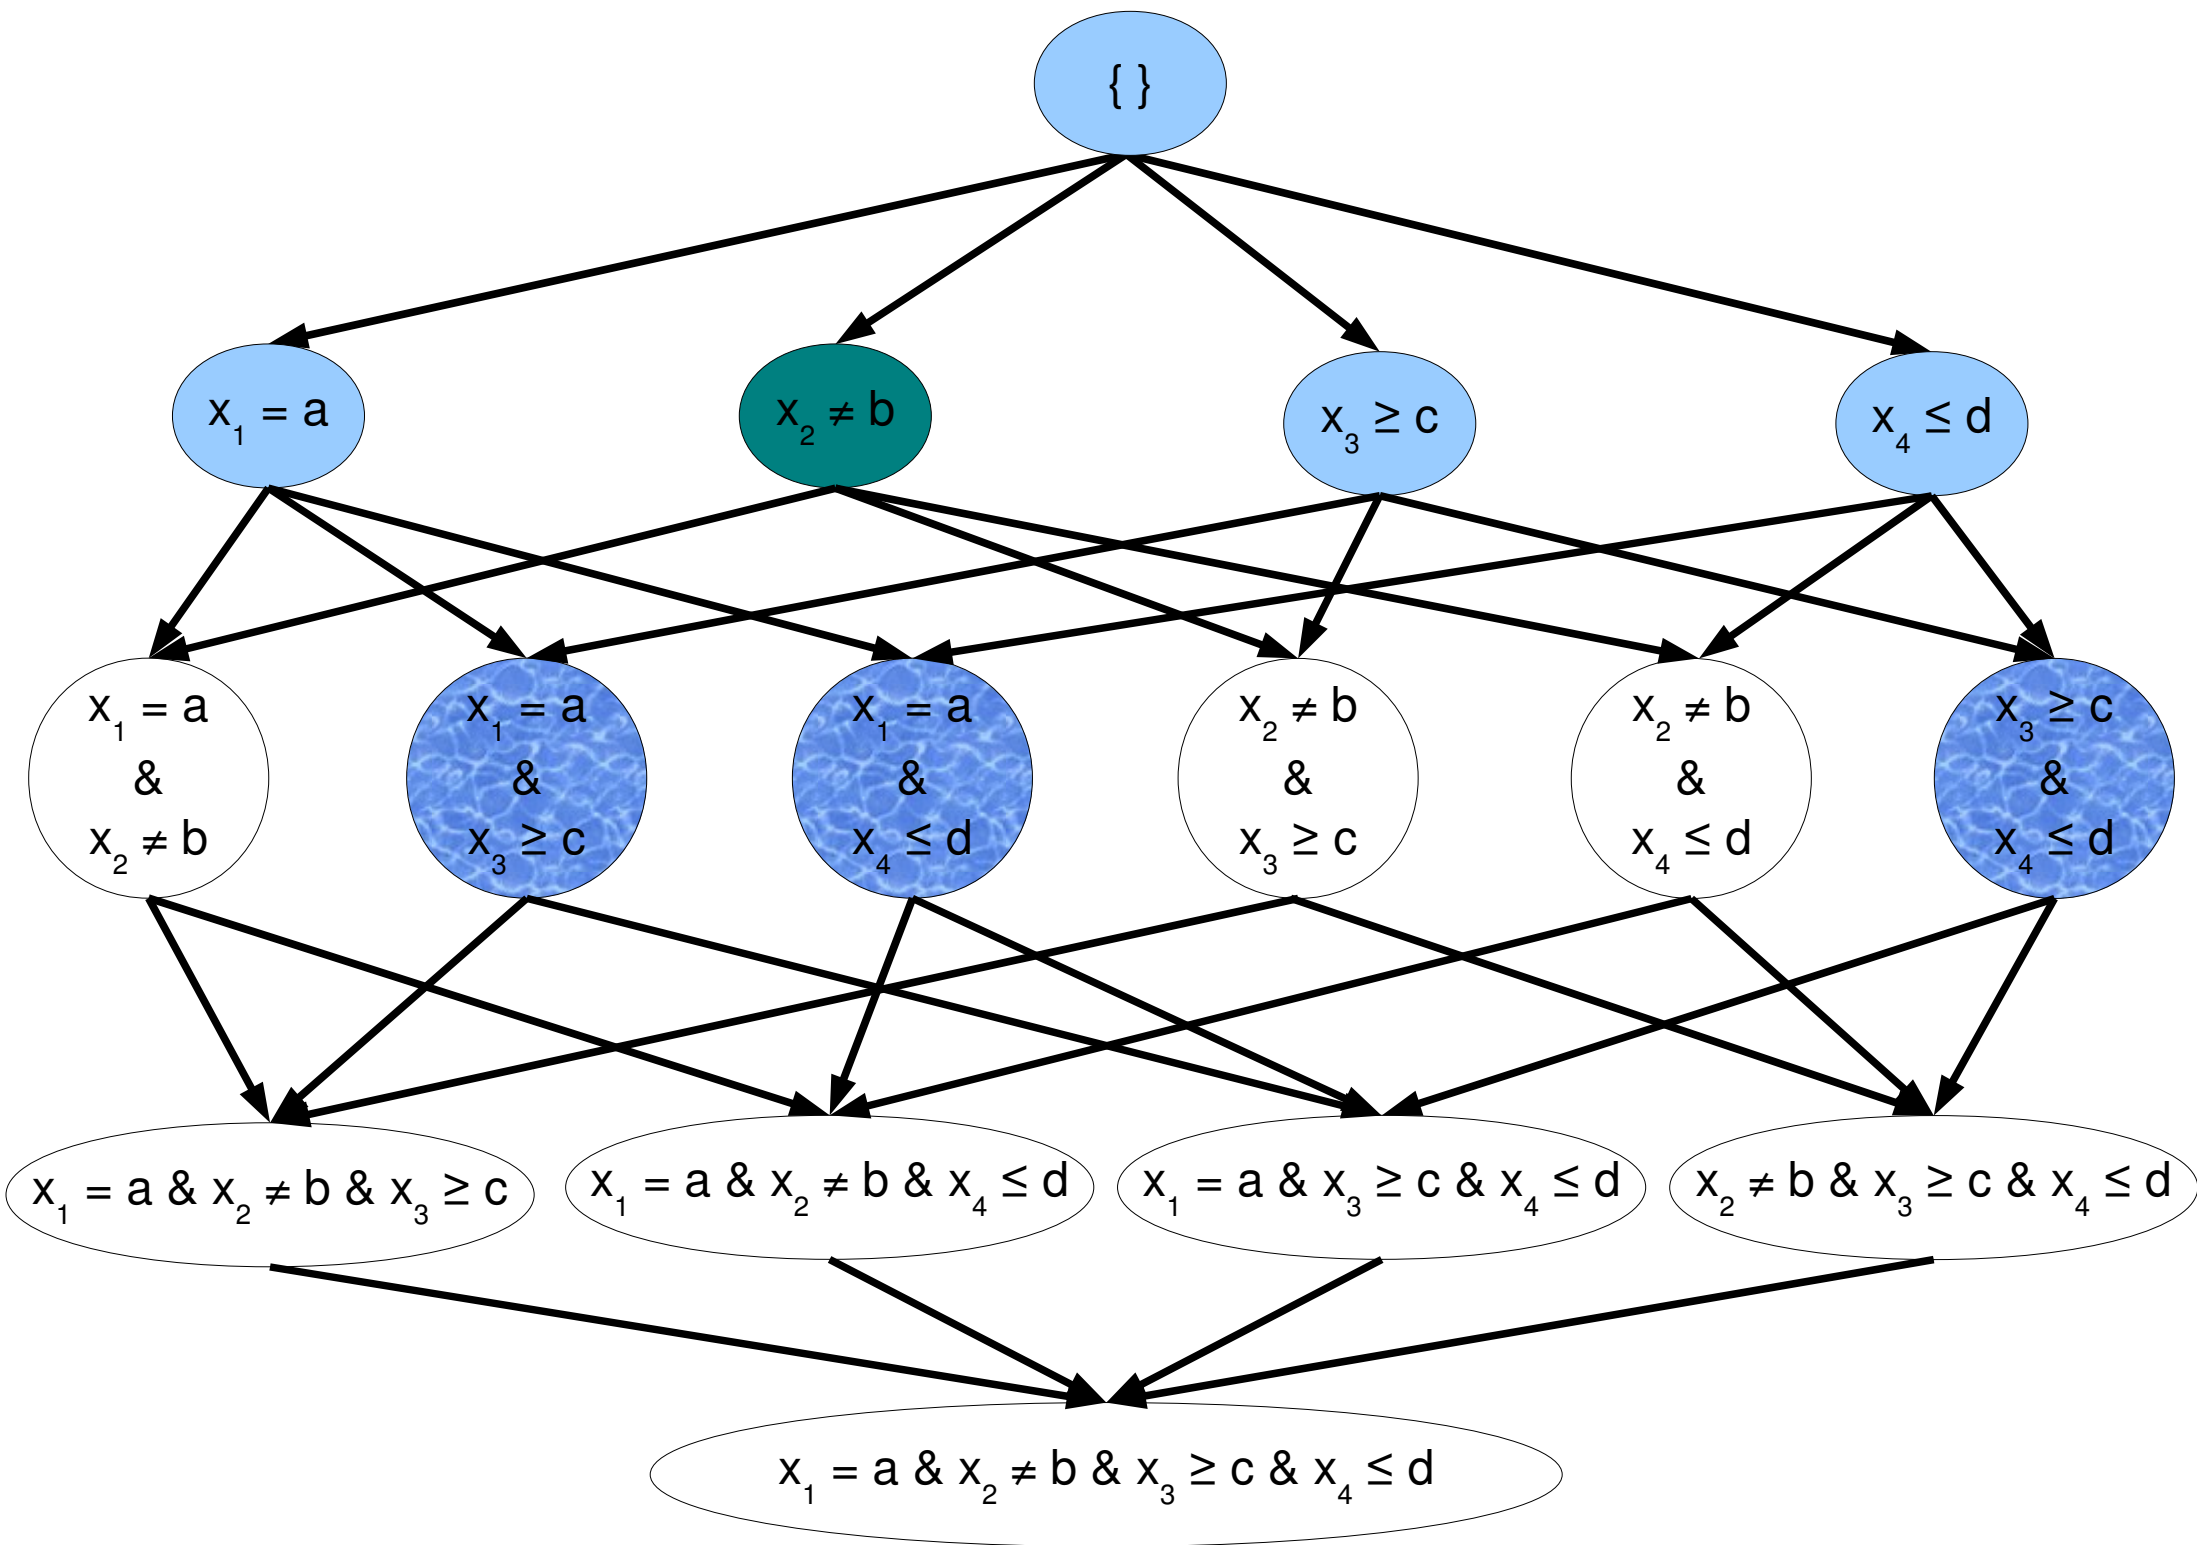 { }
x₁ = a
x₂ ≠ b
x₃ ≥ c
x₄ ≤ d
x₁ = a
&
x₂ ≠ b
x₁ = a
&
x₃ ≥ c
x₁ = a
&
x₄ ≤ d
x₂ ≠ b
&
x₃ ≥ c
x₂ ≠ b
&
x₄ ≤ d
x₃ ≥ c
&
x₄ ≤ d
x₁ = a & x₂ ≠ b & x₃ ≥ c
x₁ = a & x₂ ≠ b & x₄ ≤ d
x₁ = a & x₃ ≥ c & x₄ ≤ d
x₂ ≠ b & x₃ ≥ c & x₄ ≤ d
x₁ = a & x₂ ≠ b & x₃ ≥ c & x₄ ≤ d